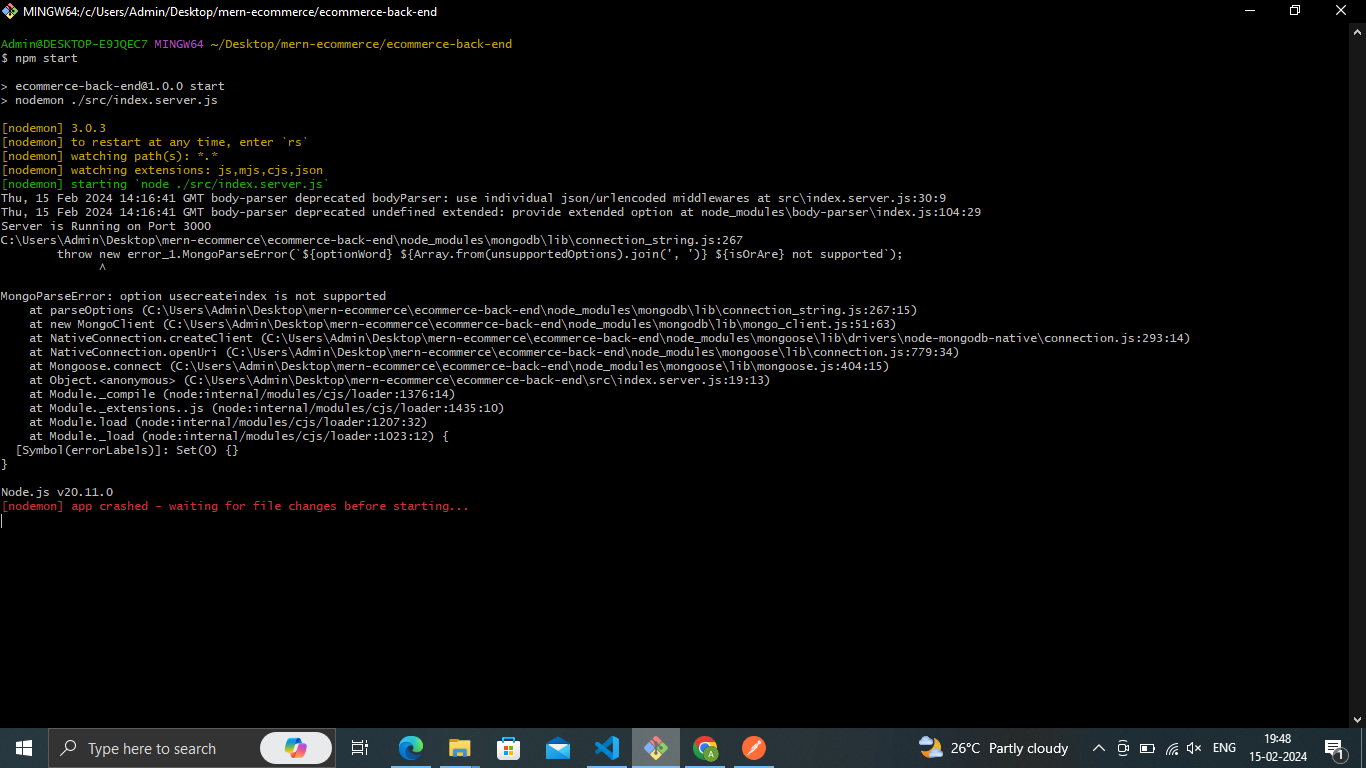 MINGW64:/c/Users/Admin/Desktop/mern-ecommerce/ecommerce-back-end
Admin@DESKTOP-E9JQEC7 MINGW64 ~/Desktop/mern-ecommerce/ecommerce-back-end
$ npm start
> ecommerce-back-end@1.0.0 start
> nodemon ./src/index.server.js
[nodemon] 3.0.3
[nodemon] to restart at any time, enter `rs`
[nodemon] watching path(s): *.*
[nodemon] watching extensions: js,mjs,cjs,json
[nodemon] starting `node ./src/index.server.js`
Thu, 15 Feb 2024 14:16:41 GMT body-parser deprecated bodyParser: use individual json/urlencoded middlewares at src\index.server.js:30:9
Thu, 15 Feb 2024 14:16:41 GMT body-parser deprecated undefined extended: provide extended option at node_modules\body-parser\index.js:104:29
Server is Running on Port 3000
C:\Users\Admin\Desktop\mern-ecommerce\ecommerce-back-end\node_modules\mongodb\lib\connection_string.js:267
        throw new error_1.MongoParseError(`${optionWord} ${Array.from(unsupportedOptions).join(', ')} ${isOrAre} not supported`);
              ^
MongoParseError: option usecreateindex is not supported
    at parseOptions (C:\Users\Admin\Desktop\mern-ecommerce\ecommerce-back-end\node_modules\mongodb\lib\connection_string.js:267:15)
    at new MongoClient (C:\Users\Admin\Desktop\mern-ecommerce\ecommerce-back-end\node_modules\mongodb\lib\mongo_client.js:51:63)
    at NativeConnection.createClient (C:\Users\Admin\Desktop\mern-ecommerce\ecommerce-back-end\node_modules\mongoose\lib\drivers\node-mongodb-native\connection.js:293:14)
    at NativeConnection.openUri (C:\Users\Admin\Desktop\mern-ecommerce\ecommerce-back-end\node_modules\mongoose\lib\connection.js:779:34)
    at Mongoose.connect (C:\Users\Admin\Desktop\mern-ecommerce\ecommerce-back-end\node_modules\mongoose\lib\mongoose.js:404:15)
    at Object.<anonymous> (C:\Users\Admin\Desktop\mern-ecommerce\ecommerce-back-end\src\index.server.js:19:13)
    at Module._compile (node:internal/modules/cjs/loader:1376:14)
    at Module._extensions..js (node:internal/modules/cjs/loader:1435:10)
    at Module.load (node:internal/modules/cjs/loader:1207:32)
    at Module._load (node:internal/modules/cjs/loader:1023:12) {
  [Symbol(errorLabels)]: Set(0) {}
}
Node.js v20.11.0
[nodemon] app crashed - waiting for file changes before starting...
Type here to search
26°C Partly cloudy
ENG
19:48
15-02-2024
1
A